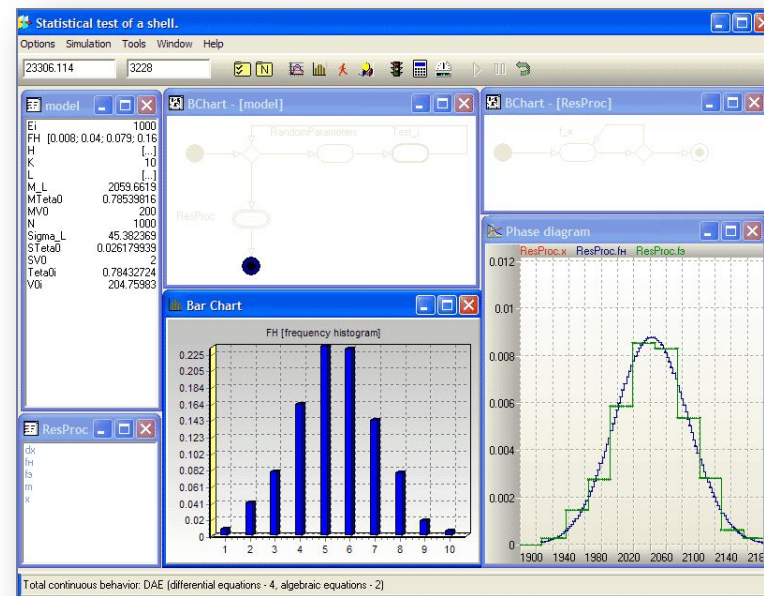 Statistical test of a shell.
Options Simulation Tools Window Help
23306.114 3228
model
Ei 1000
FH [0.008; 0.04; 0.079; 0.16
H [...]
K 10
L [...]
M_L 2059.6619
MTeta0 0.78539816
MV0 200
N 1000
Sigma_L 45.382369
STeta0 0.026179939
SV0 2
Teta0i 0.78432724
V0i 204.75983
BChart - [model]
RandomParameters Test_i
ResProc
BChart - [ResProc]
f_x
ResProc
dx
fн
fэ
m
x
Bar Chart
FH [frequency histogram]
0.225
0.205
0.184
0.164
0.143
0.123
0.102
0.082
0.061
0.041
0.02
0
1 2 3 4 5 6 7 8 9 10
Phase diagram
ResProc.x ResProc.fн ResProc.fэ
0.012
0.01
0.008
0.006
0.004
0.002
0
1900 1940 1980 2020 2060 2100 2140 218
Total continuous behavior: DAE (differential equations - 4, algebraic equations - 2)